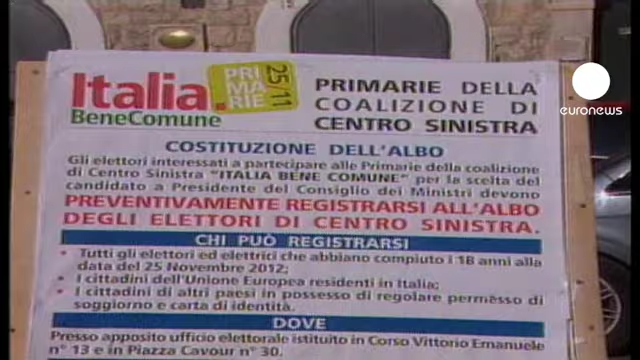 Italia.
BeneComune
PRI
MA
RIE
25/11
PRIMARIE DELLA
COALIZIONE DI
CENTRO SINISTRA
euronews
COSTITUZIONE DELL'ALBO
Gli elettori interessati a partecipare alle Primarie della coalizione
di Centro Sinistra "ITALIA BENE COMUNE" per la scelta del
candidato a Presidente del Consiglio dei Ministri devono
PREVENTIVAMENTE REGISTRARSI ALL'ALBO
DEGLI ELETTORI DI CENTRO SINISTRA.
CHI PUÒ REGISTRARSI
• Tutti gli elettori ed elettrici che abbiano compiuto i 18 anni alla
data del 25 Novembre 2012;
• I cittadini dell'Unione Europea residenti in Italia;
• I cittadini di altri paesi in possesso di regolare permesso di
soggiorno e carta di identità.
DOVE
Presso apposito ufficio elettorale istituito in Corso Vittorio Emanuele
n° 13 e in Piazza Cavour n° 30.